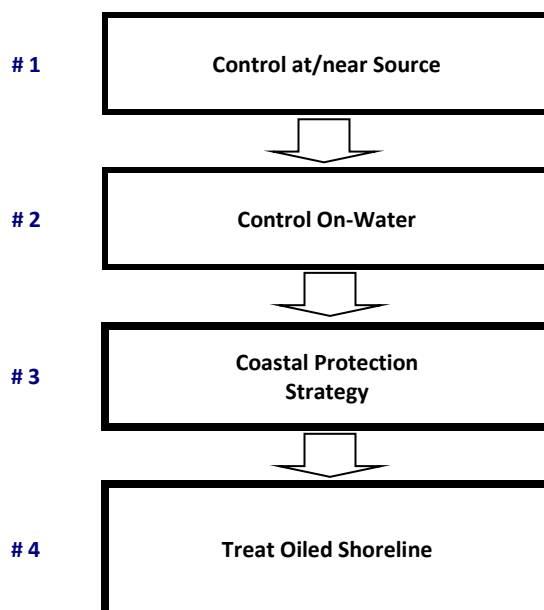 # 1
Control at/near Source
# 2
Control On-Water
# 3
Coastal Protection
Strategy
# 4
Treat Oiled Shoreline